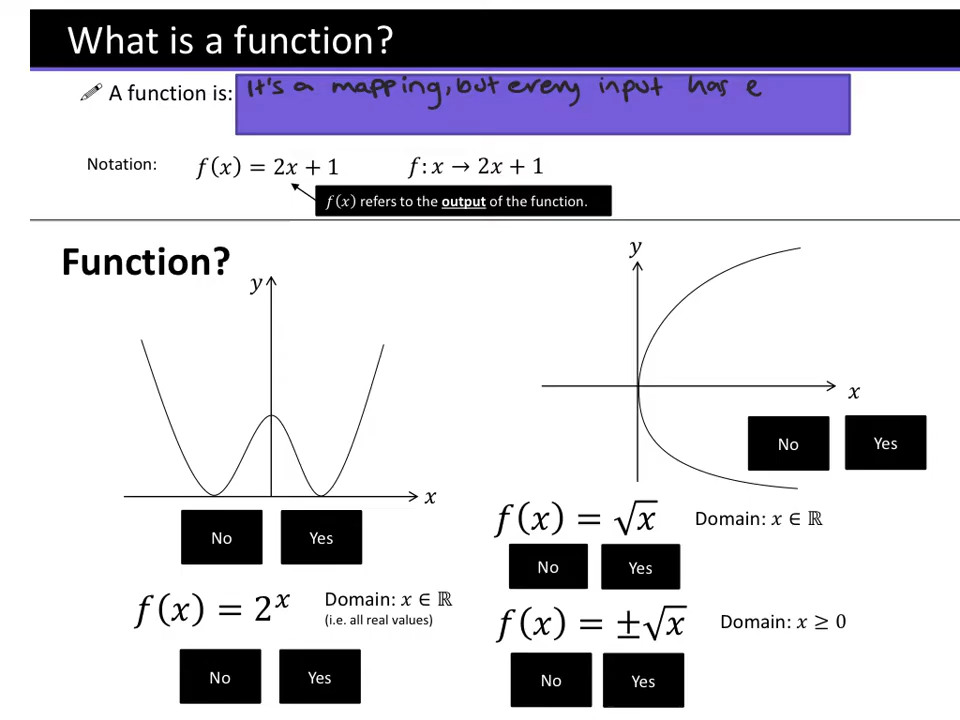 What is a function?
A function is: It's a mapping, but every input has e
Notation: f(x) = 2x + 1 f: x → 2x + 1
f(x) refers to the output of the function.
Function?
y
y
x
No Yes
x
f(x) = √x Domain: x ∈ ℝ
No Yes
No Yes
f(x) = 2ˣ Domain: x ∈ ℝ
(i.e. all real values)
f(x) = ±√x Domain: x ≥ 0
No Yes
No Yes